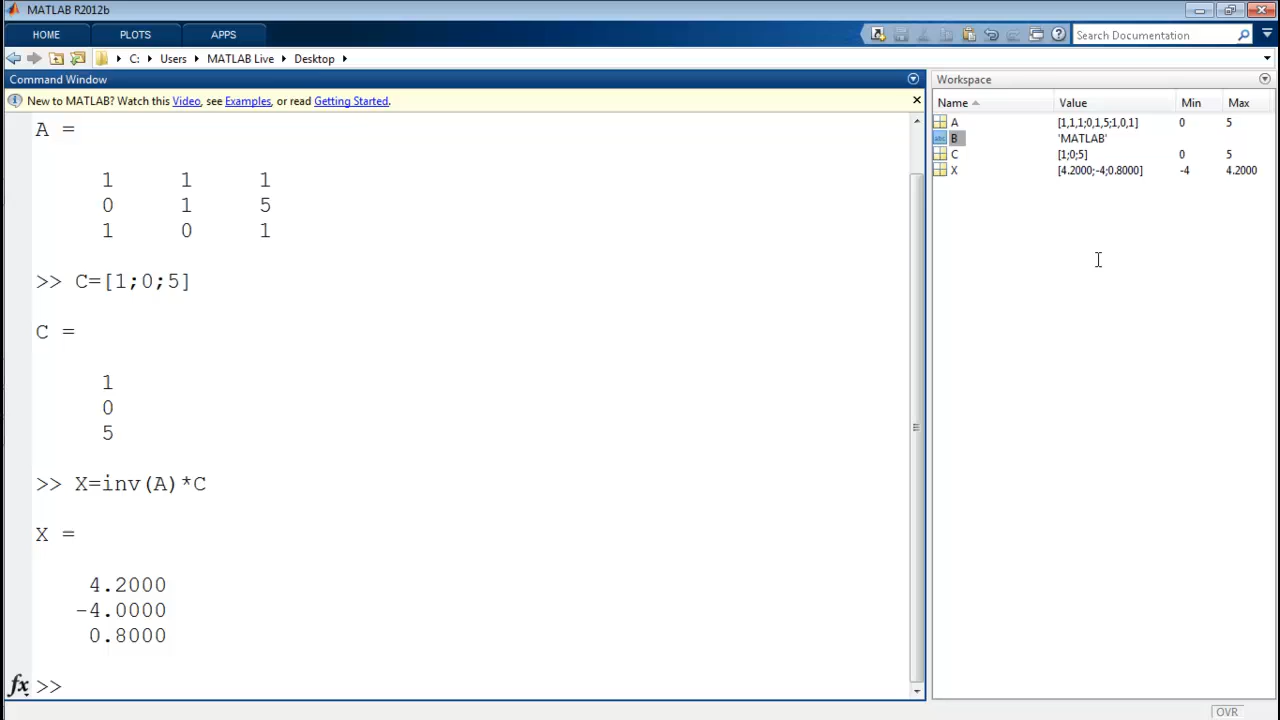 MATLAB R2012b
HOME PLOTS APPS
Search Documentation
C: Users MATLAB Live Desktop
Command Window
New to MATLAB? Watch this Video, see Examples, or read Getting Started.
A =
1 1 1
0 1 5
1 0 1
>> C=[1;0;5]
C =
1
0
5
>> X=inv(A)*C
X =
4.2000
-4.0000
0.8000
fx >>
Workspace
Name Value Min Max
A [1,1,1;0,1,5;1,0,1] 0 5
abc B 'MATLAB'
C [1;0;5] 0 5
X [4.2000;-4;0.8000] -4 4.2000
OVR